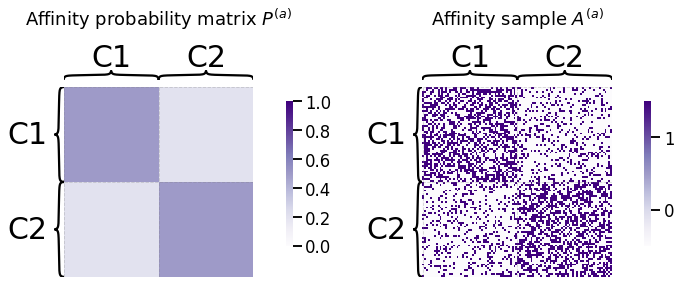 Affinity probability matrix P^(a)
C1 C2
C1
C2
1.0
0.8
0.6
0.4
0.2
0.0
Affinity sample A^(a)
C1 C2
C1
C2
1
0